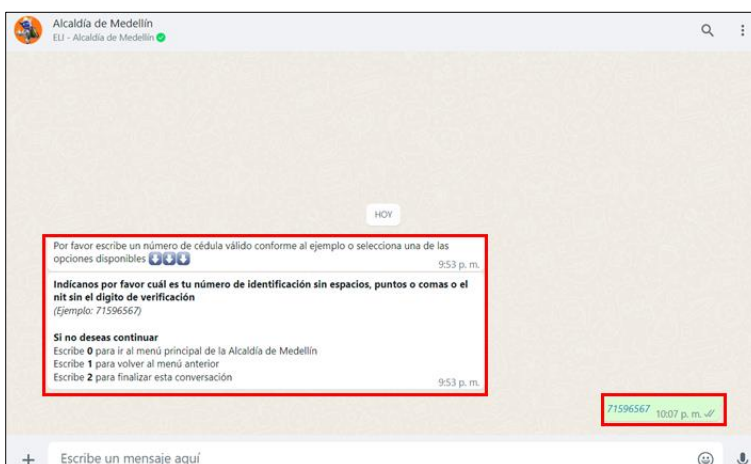 Alcaldía de Medellín
ELI - Alcaldía de Medellín
HOY
Por favor escribe un número de cédula válido conforme al ejemplo o selecciona una de las
opciones disponibles
9:53 p. m.
Indícanos por favor cuál es tu número de identificación sin espacios, puntos o comas o el
nit sin el digito de verificación
(Ejemplo: 71596567)
Si no deseas continuar
Escribe 0 para ir al menú principal de la Alcaldía de Medellín
Escribe 1 para volver al menú anterior
Escribe 2 para finalizar esta conversación
9:53 p. m.
71596567 10:07 p. m.
Escribe un mensaje aquí